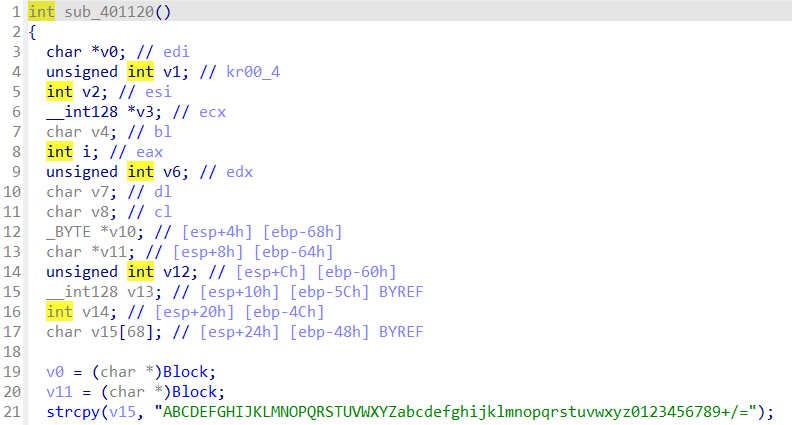 1 int sub_401120()
2 {
3 char *v0; // edi
4 unsigned int v1; // kr00_4
5 int v2; // esi
6 __int128 *v3; // ecx
7 char v4; // bl
8 int i; // eax
9 unsigned int v6; // edx
10 char v7; // dl
11 char v8; // cl
12 _BYTE *v10; // [esp+4h] [ebp-68h]
13 char *v11; // [esp+8h] [ebp-64h]
14 unsigned int v12; // [esp+Ch] [ebp-60h]
15 __int128 v13; // [esp+10h] [ebp-5Ch] BYREF
16 int v14; // [esp+20h] [ebp-4Ch]
17 char v15[68]; // [esp+24h] [ebp-48h] BYREF
18
19 v0 = (char *)Block;
20 v11 = (char *)Block;
21 strcpy(v15, "ABCDEFGHIJKLMNOPQRSTUVWXYZabcdefghijklmnopqrstuvwxyz0123456789+/=");